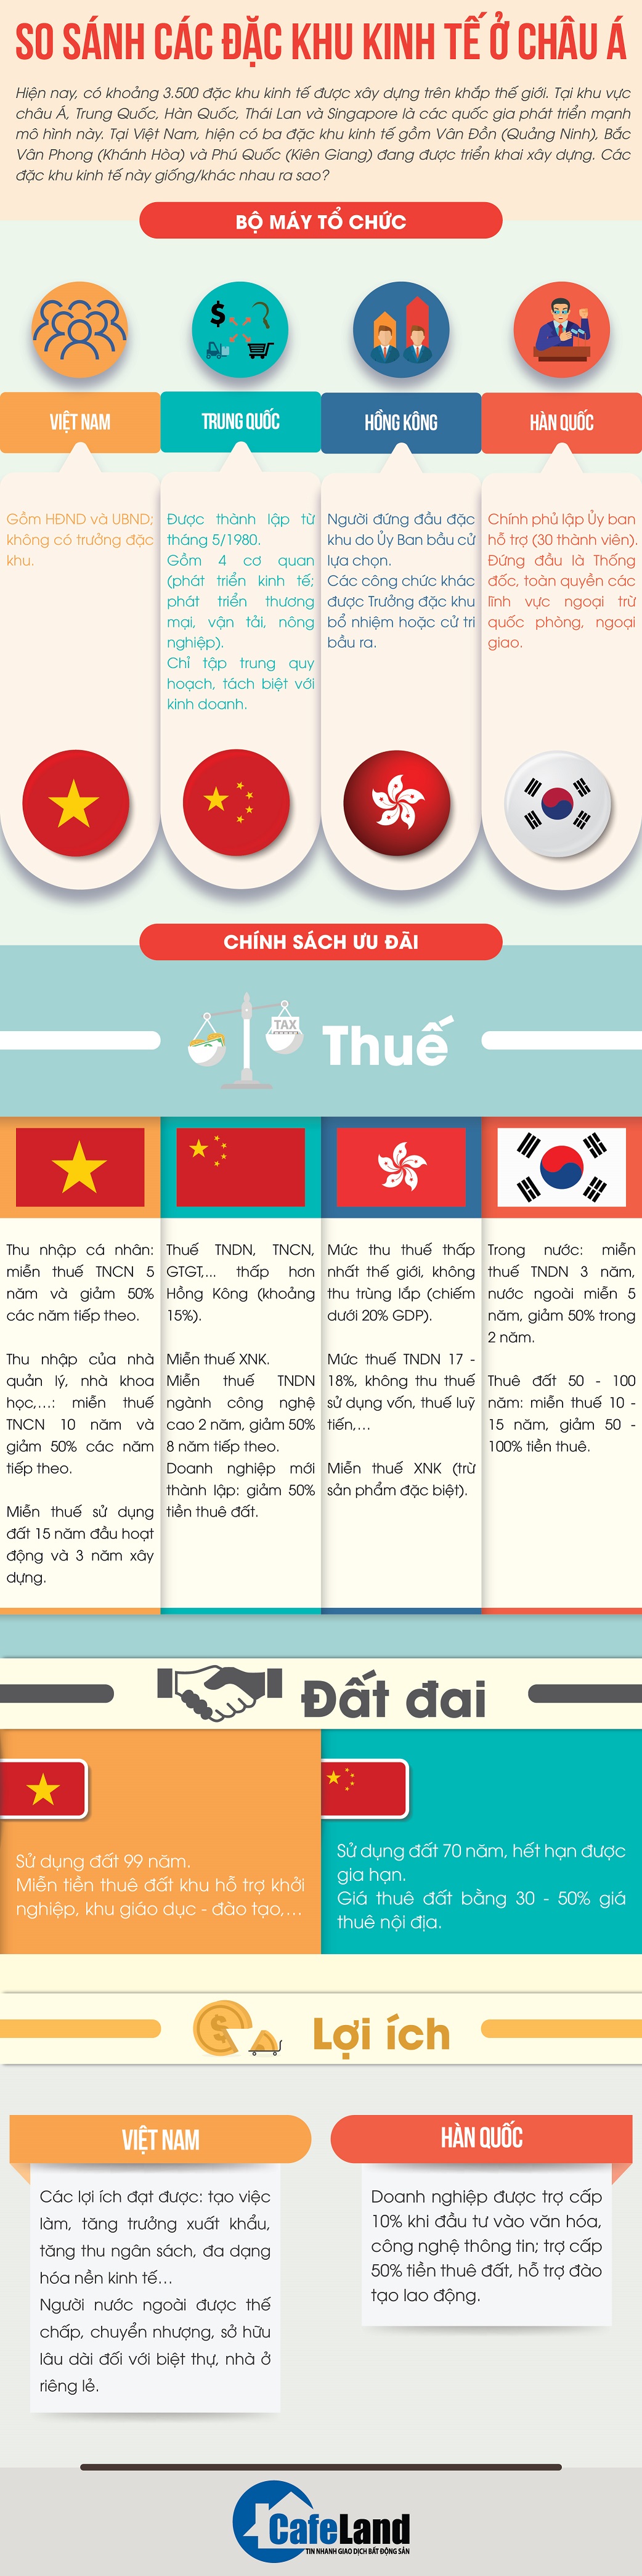 SO SÁNH CÁC ĐẶC KHU KINH TẾ Ở CHÂU Á
Hiện nay, có khoảng 3.500 đặc khu kinh tế được xây dựng trên khắp thế giới. Tại khu vực
châu Á, Trung Quốc, Hàn Quốc, Thái Lan và Singapore là các quốc gia phát triển mạnh
mô hình này. Tại Việt Nam, hiện có ba đặc khu kinh tế gồm Vân Đồn (Quảng Ninh), Bắc
Vân Phong (Khánh Hòa) và Phú Quốc (Kiên Giang) đang được triển khai xây dựng. Các
đặc khu kinh tế này giống/khác nhau ra sao?
BỘ MÁY TỔ CHỨC
$
VIỆT NAM
Gồm HĐND và UBND;
không có trưởng đặc
khu.
TRUNG QUỐC
Được thành lập từ
tháng 5/1980.
Gồm 4 cơ quan
(phát triển kinh tế;
phát triển thương
mại, vận tải, nông
nghiệp).
Chỉ tập trung quy
hoạch, tách biệt với
kinh doanh.
HỒNG KÔNG
Người đứng đầu đặc
khu do Ủy Ban bầu cử
lựa chọn.
Các công chức khác
được Trưởng đặc khu
bổ nhiệm hoặc cử tri
bầu ra.
HÀN QUỐC
Chính phủ lập Ủy ban
hỗ trợ (30 thành viên).
Đứng đầu là Thống
đốc, toàn quyền các
lĩnh vực ngoại trừ
quốc phòng, ngoại
giao.
CHÍNH SÁCH ƯU ĐÃI
TAX
Thuế
Thu nhập cá nhân:
miễn thuế TNCN 5
năm và giảm 50%
các năm tiếp theo.
Thu nhập của nhà
quản lý, nhà khoa
học,...: miễn thuế
TNCN 10 năm và
giảm 50% các năm
tiếp theo.
Miễn thuế sử dụng
đất 15 năm đầu hoạt
động và 3 năm xây
dựng.
Thuế TNDN, TNCN,
GTGT,... thấp hơn
Hồng Kông (khoảng
15%).
Miễn thuế XNK.
Miễn thuế TNDN
ngành công nghệ
cao 2 năm, giảm 50%
8 năm tiếp theo.
Doanh nghiệp mới
thành lập: giảm 50%
tiền thuê đất.
Mức thu thuế thấp
nhất thế giới, không
thu trùng lắp (chiếm
dưới 20% GDP).
Mức thuế TNDN 17 -
18%, không thu thuế
sử dụng vốn, thuế luỹ
tiến,...
Miễn thuế XNK (trừ
sản phẩm đặc biệt).
Trong nước: miễn
thuế TNDN 3 năm,
nước ngoài miễn 5
năm, giảm 50% trong
2 năm.
Thuê đất 50 - 100
năm: miễn thuế 10 -
15 năm, giảm 50 -
100% tiền thuê.
Đất đai
Sử dụng đất 99 năm.
Miễn tiền thuê đất khu hỗ trợ khởi
nghiệp, khu giáo dục - đào tạo,...
Sử dụng đất 70 năm, hết hạn được
gia hạn.
Giá thuê đất bằng 30 - 50% giá
thuê nội địa.
$
Lợi ích
VIỆT NAM
Các lợi ích đạt được: tạo việc
làm, tăng trưởng xuất khẩu,
tăng thu ngân sách, đa dạng
hóa nền kinh tế...
Người nước ngoài được thế
chấp, chuyển nhượng, sở hữu
lâu dài đối với biệt thự, nhà ở
riêng lẻ.
HÀN QUỐC
Doanh nghiệp được trợ cấp
10% khi đầu tư vào văn hóa,
công nghệ thông tin; trợ cấp
50% tiền thuê đất, hỗ trợ đào
tạo lao động.
CafeLand
TIN NHANH GIAO DỊCH BẤT ĐỘNG SẢN